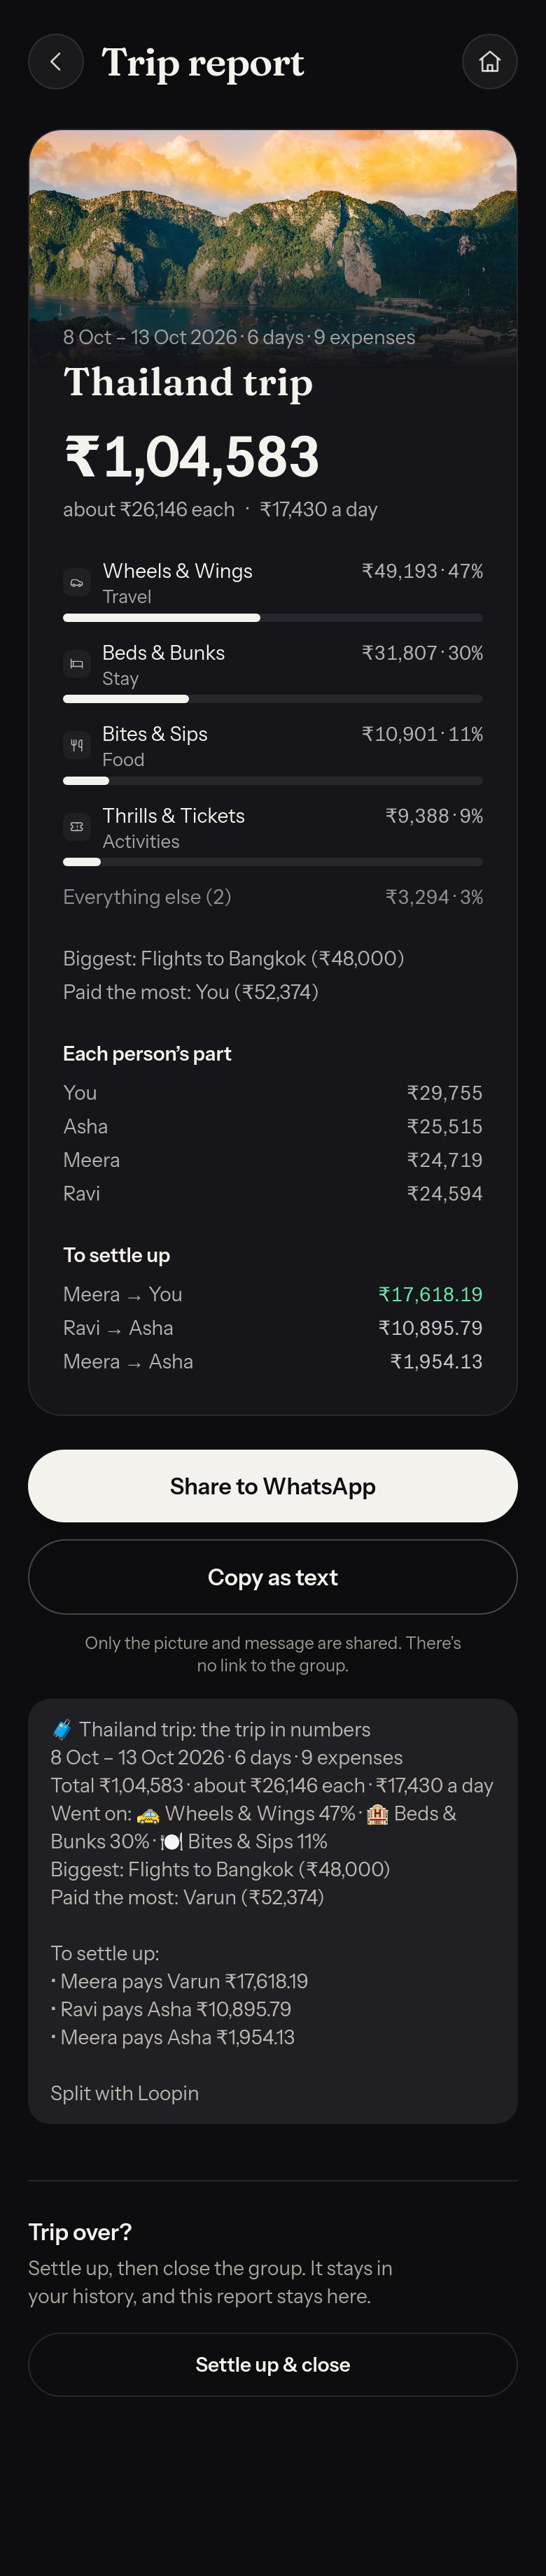 Trip report
8 Oct – 13 Oct 2026 · 6 days · 9 expenses
Thailand trip
₹1,04,583
about ₹26,146 each · ₹17,430 a day
Wheels & Wings ₹49,193 · 47%
Travel
Beds & Bunks ₹31,807 · 30%
Stay
Bites & Sips ₹10,901 · 11%
Food
Thrills & Tickets ₹9,388 · 9%
Activities
Everything else (2) ₹3,294 · 3%
Biggest: Flights to Bangkok (₹48,000)
Paid the most: You (₹52,374)
Each person’s part
You ₹29,755
Asha ₹25,515
Meera ₹24,719
Ravi ₹24,594
To settle up
Meera → You ₹17,618.19
Ravi → Asha ₹10,895.79
Meera → Asha ₹1,954.13
Share to WhatsApp
Copy as text
Only the picture and message are shared. There’s
no link to the group.
🧳 Thailand trip: the trip in numbers
8 Oct – 13 Oct 2026 · 6 days · 9 expenses
Total ₹1,04,583 · about ₹26,146 each · ₹17,430 a day
Went on: 🚕 Wheels & Wings 47% · 🏨 Beds &
Bunks 30% · 🍽️ Bites & Sips 11%
Biggest: Flights to Bangkok (₹48,000)
Paid the most: Varun (₹52,374)
To settle up:
• Meera pays Varun ₹17,618.19
• Ravi pays Asha ₹10,895.79
• Meera pays Asha ₹1,954.13
Split with Loopin
Trip over?
Settle up, then close the group. It stays in
your history, and this report stays here.
Settle up & close